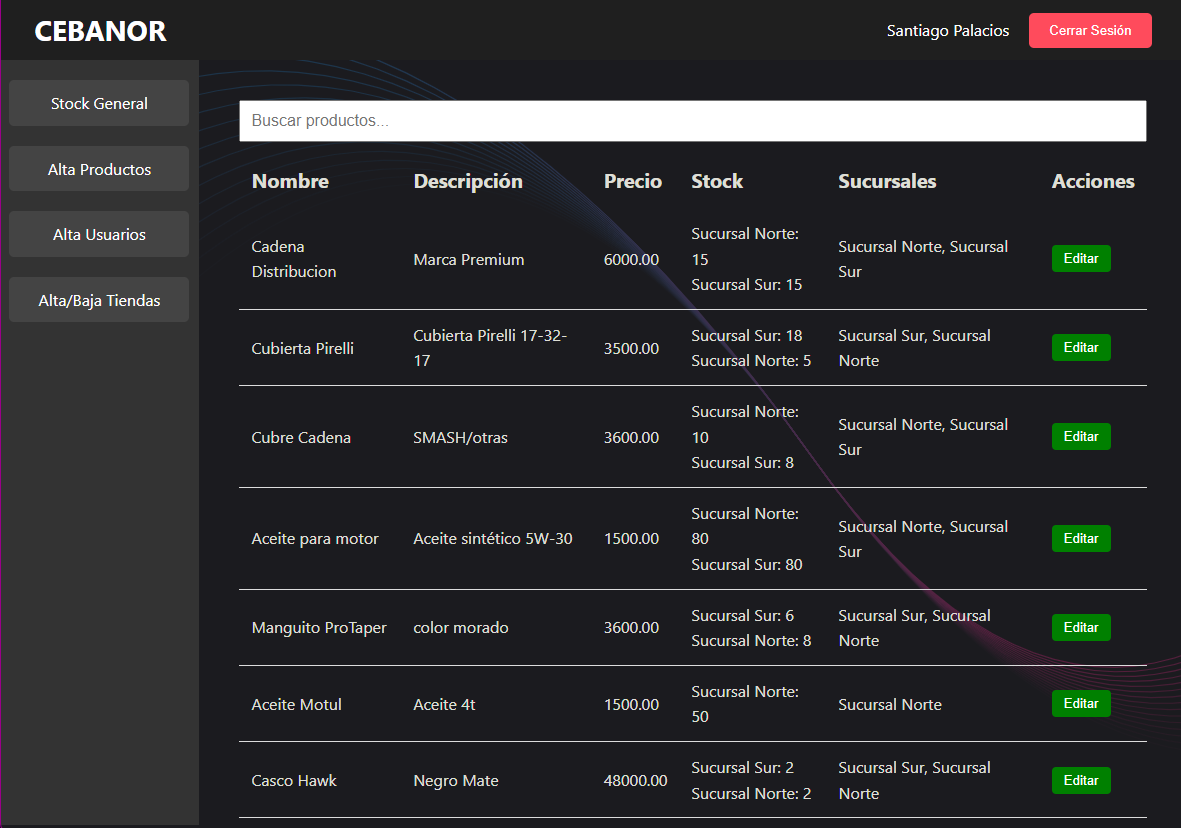 CEBANOR
Santiago Palacios
Cerrar Sesión
Stock General
Alta Productos
Alta Usuarios
Alta/Baja Tiendas
Buscar productos...
Nombre Descripción Precio Stock Sucursales Acciones
Cadena
Distribucion
Marca Premium
6000.00
Sucursal Norte:
15
Sucursal Sur: 15
Sucursal Norte, Sucursal
Sur
Editar
Cubierta Pirelli
Cubierta Pirelli 17-32-
17
3500.00
Sucursal Sur: 18
Sucursal Norte: 5
Sucursal Sur, Sucursal
Norte
Editar
Cubre Cadena
SMASH/otras
3600.00
Sucursal Norte:
10
Sucursal Sur: 8
Sucursal Norte, Sucursal
Sur
Editar
Aceite para motor
Aceite sintético 5W-30
1500.00
Sucursal Norte:
80
Sucursal Sur: 80
Sucursal Norte, Sucursal
Sur
Editar
Manguito ProTaper
color morado
3600.00
Sucursal Sur: 6
Sucursal Norte: 8
Sucursal Sur, Sucursal
Norte
Editar
Aceite Motul
Aceite 4t
1500.00
Sucursal Norte:
50
Sucursal Norte
Editar
Casco Hawk
Negro Mate
48000.00
Sucursal Sur: 2
Sucursal Norte: 2
Sucursal Sur, Sucursal
Norte
Editar